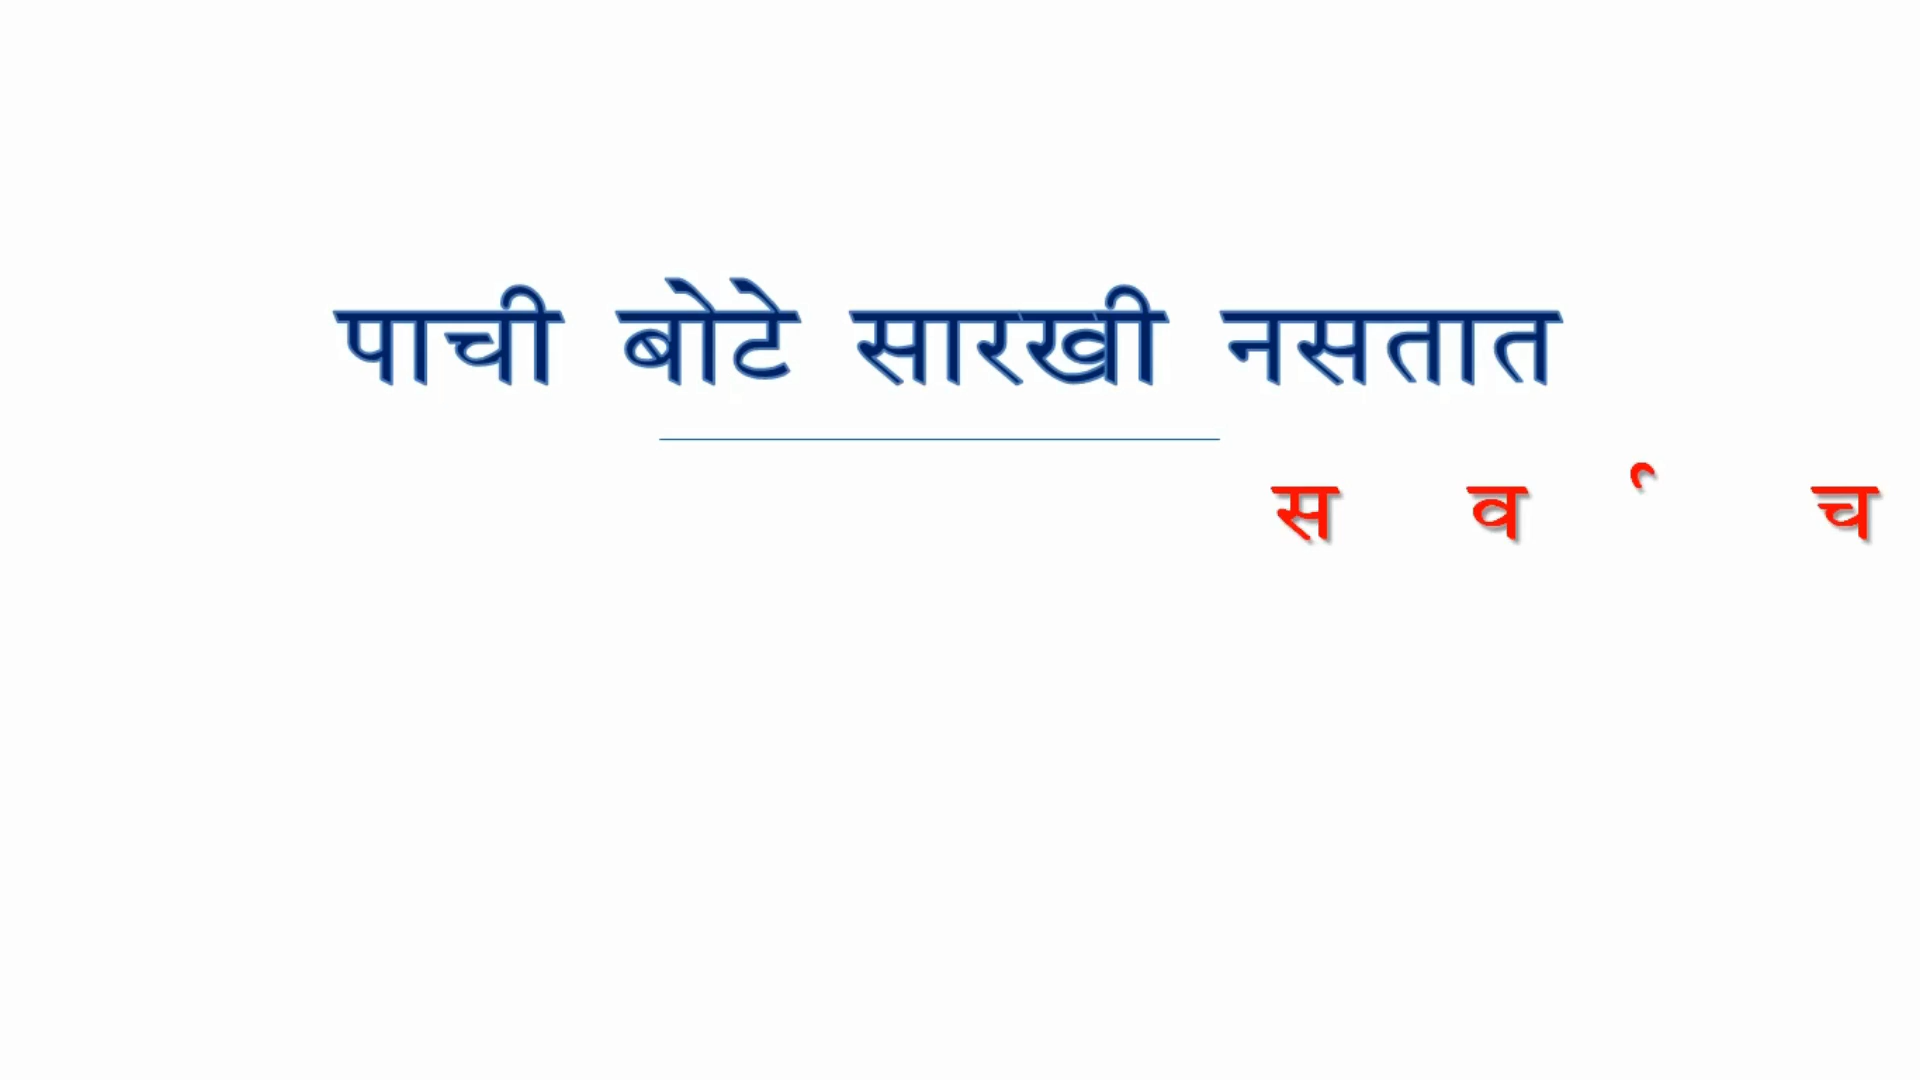 पाची बोटे सारखी नसतात
स व र् च